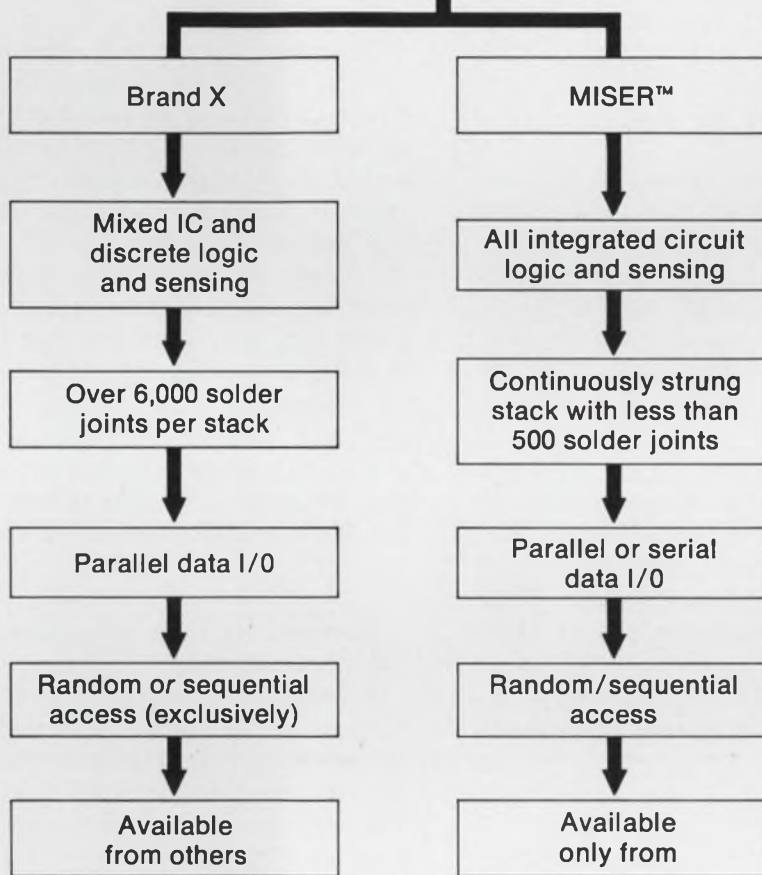 Brand X
Mixed IC and
discrete logic
and sensing
Over 6,000 solder
joints per stack
Parallel data I/0
Random or sequential
access (exclusively)
Available
from others
MISER™
All integrated circuit
logic and sensing
Continuously strung
stack with less than
500 solder joints
Parallel or serial
data I/0
Random/sequential
access
Available
only from